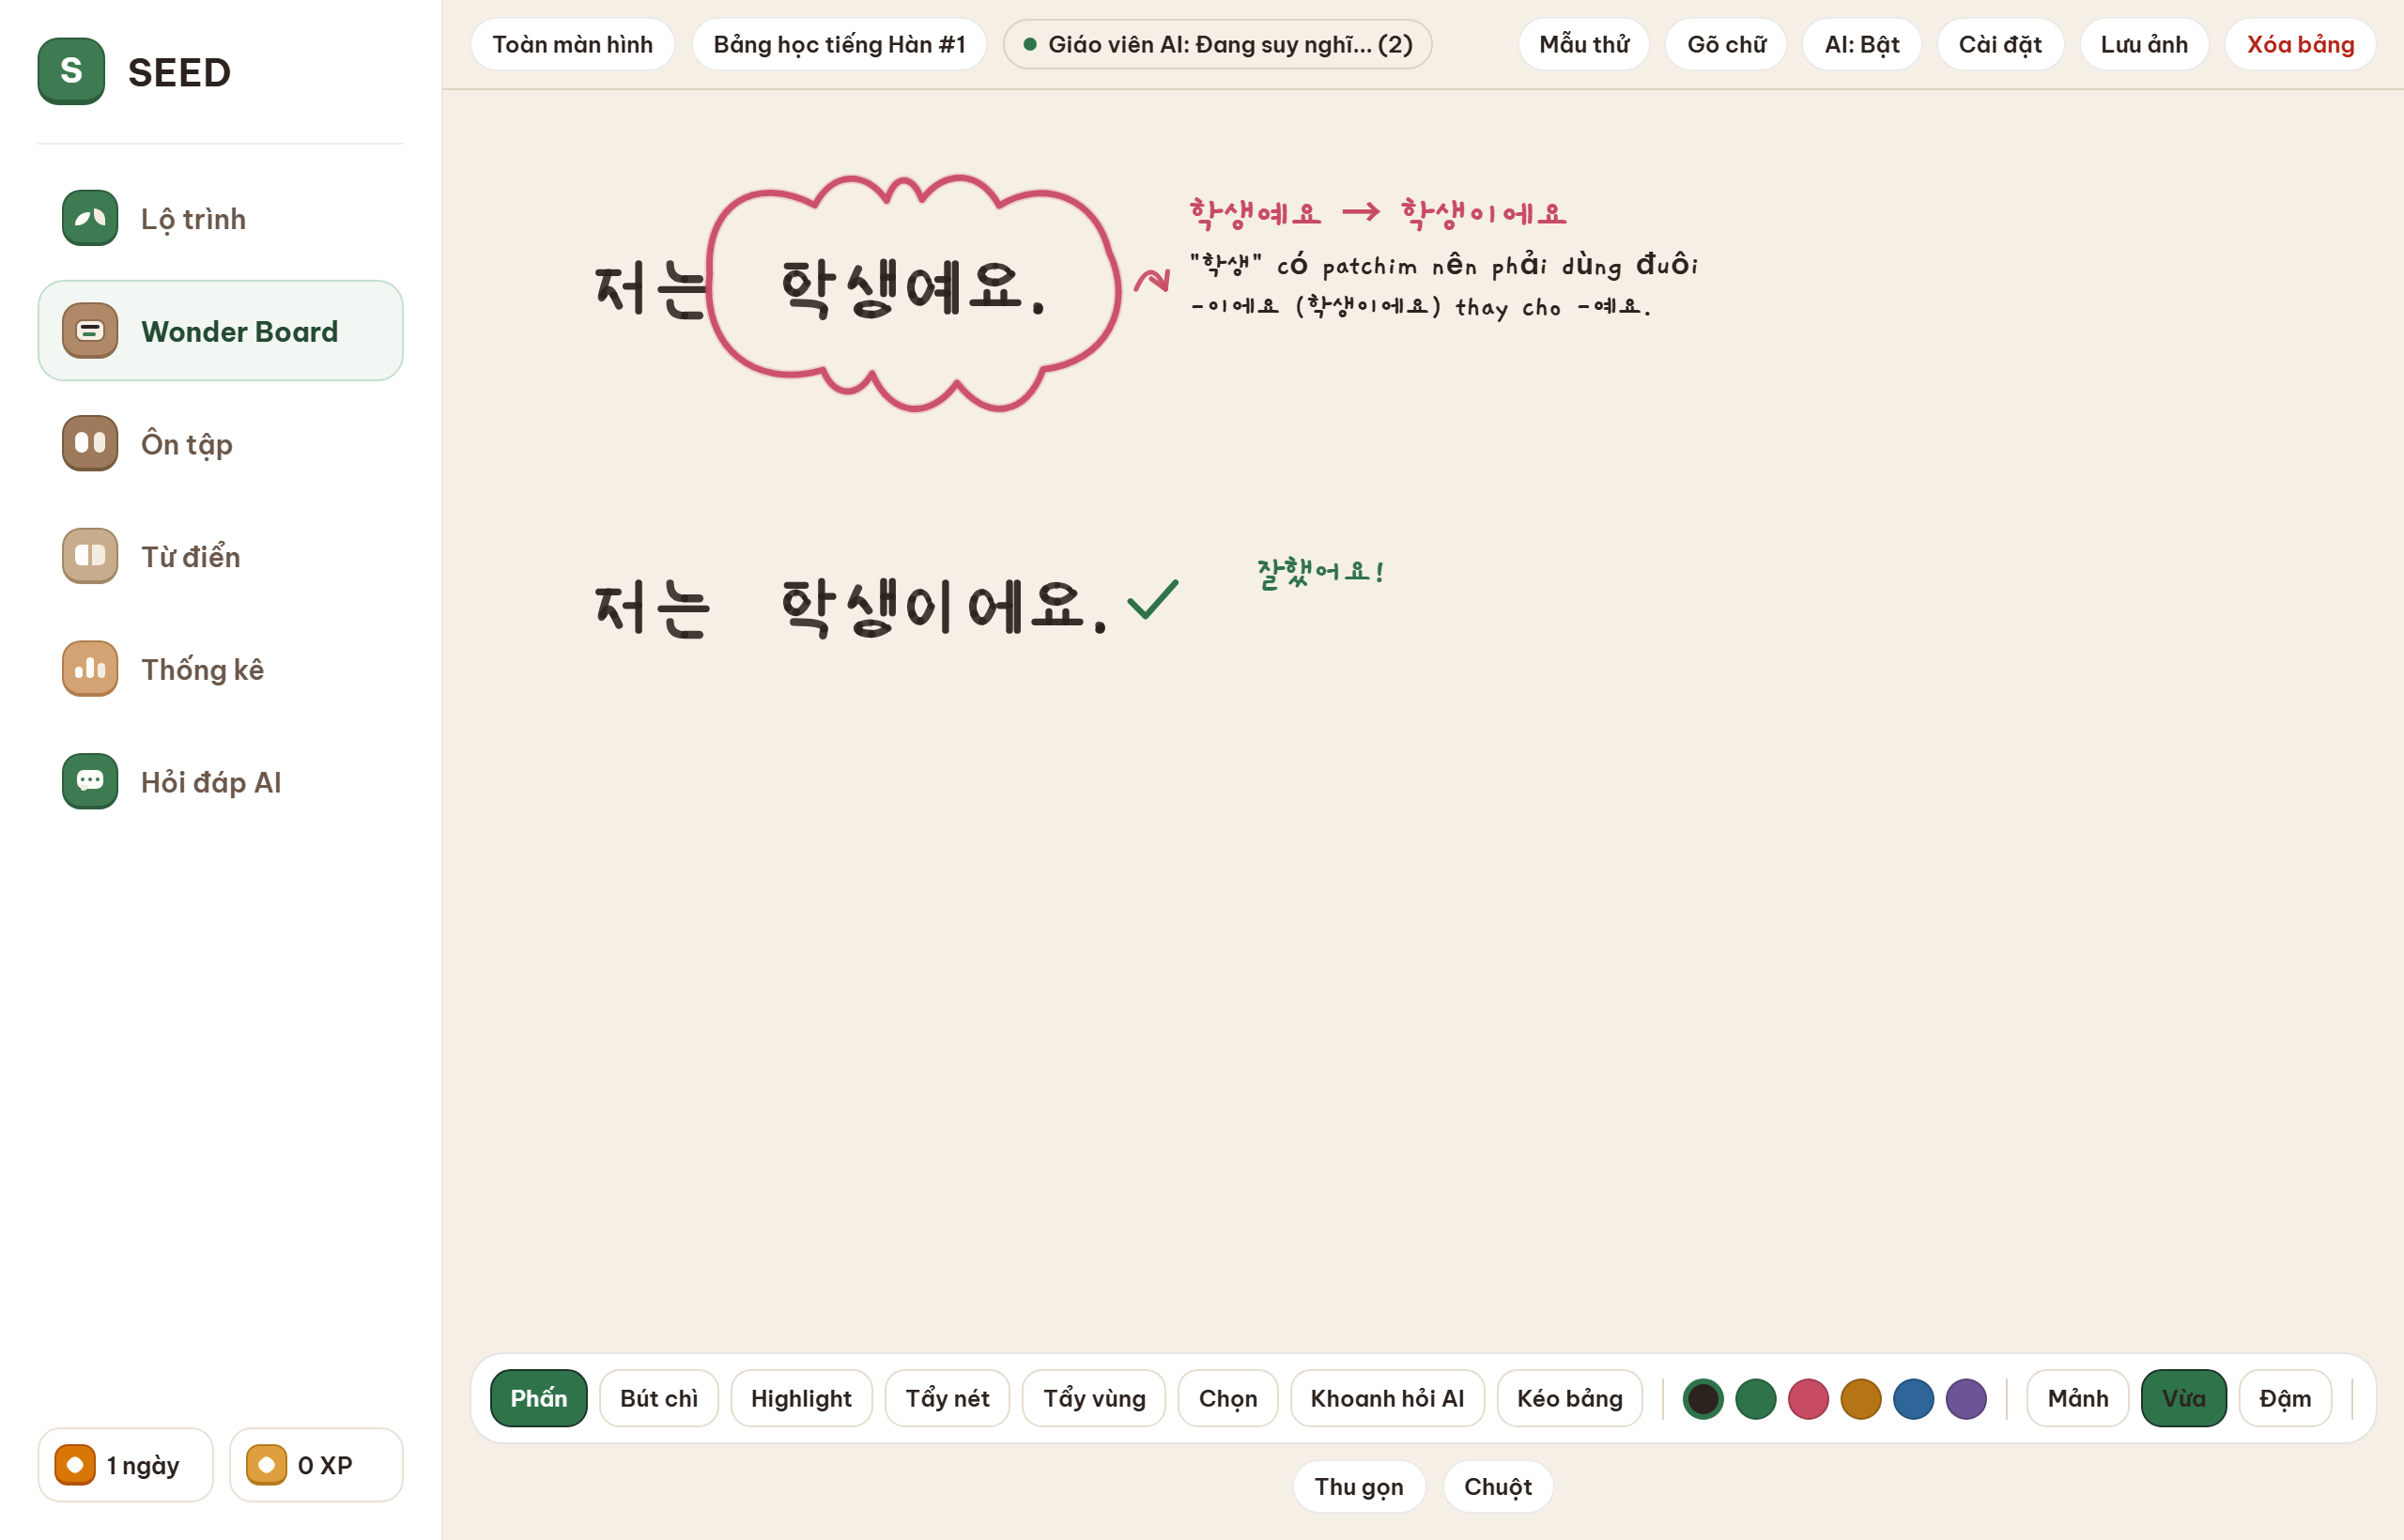 S SEED
Lộ trình
Wonder Board
Ôn tập
Từ điển
Thống kê
Hỏi đáp AI
1 ngày
0 XP
Toàn màn hình
Bảng học tiếng Hàn #1
Giáo viên AI: Đang suy nghĩ... (2)
Mẫu thử
Gõ chữ
AI: Bật
Cài đặt
Lưu ảnh
Xóa bảng
저는 학생예요.
학생예요 → 학생이에요
"학생" có patchim nên phải dùng đuôi
-이에요 (학생이에요) thay cho -예요.
저는 학생이에요.
잘했어요!
Phấn
Bút chì
Highlight
Tẩy nét
Tẩy vùng
Chọn
Khoanh hỏi AI
Kéo bảng
Mảnh
Vừa
Đậm
Thu gọn
Chuột